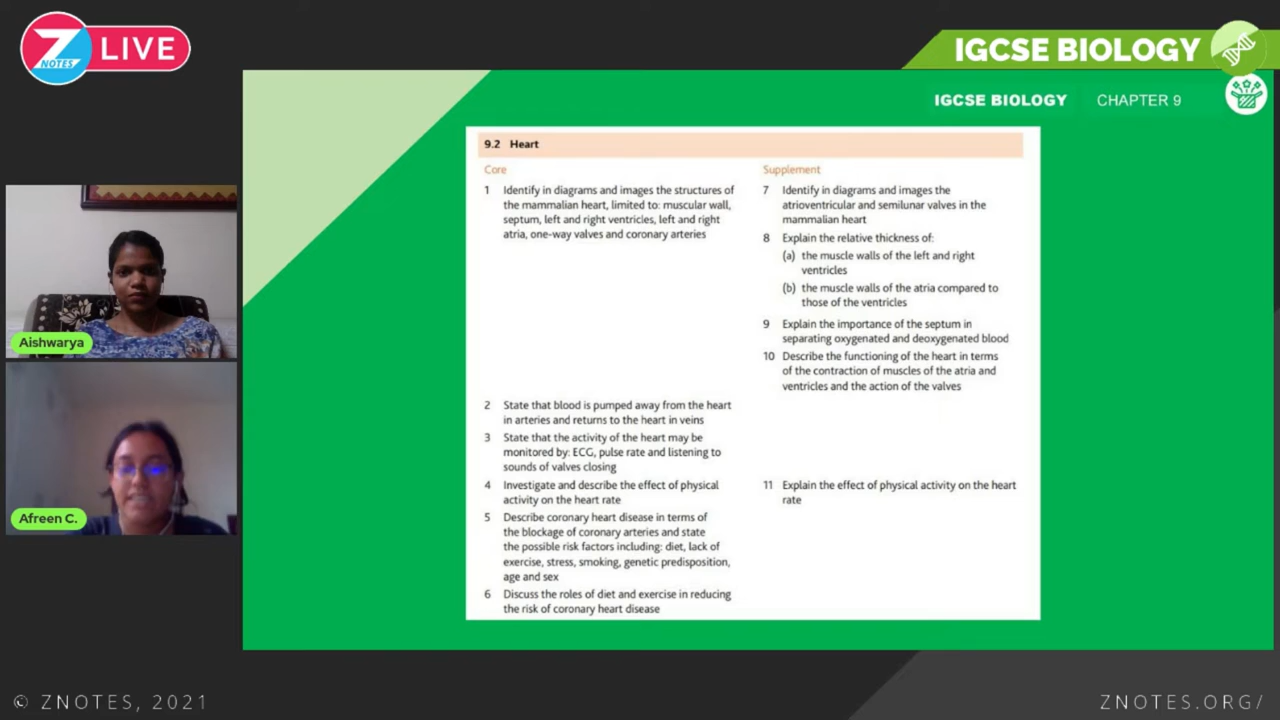 Z NOTES LIVE
IGCSE BIOLOGY
IGCSE BIOLOGY CHAPTER 9
9.2 Heart
Core
1 Identify in diagrams and images the structures of
the mammalian heart, limited to: muscular wall,
septum, left and right ventricles, left and right
atria, one-way valves and coronary arteries
2 State that blood is pumped away from the heart
in arteries and returns to the heart in veins
3 State that the activity of the heart may be
monitored by: ECG, pulse rate and listening to
sounds of valves closing
4 Investigate and describe the effect of physical
activity on the heart rate
5 Describe coronary heart disease in terms of
the blockage of coronary arteries and state
the possible risk factors including: diet, lack of
exercise, stress, smoking, genetic predisposition,
age and sex
6 Discuss the roles of diet and exercise in reducing
the risk of coronary heart disease
Supplement
7 Identify in diagrams and images the
atrioventricular and semilunar valves in the
mammalian heart
8 Explain the relative thickness of:
(a) the muscle walls of the left and right
ventricles
(b) the muscle walls of the atria compared to
those of the ventricles
9 Explain the importance of the septum in
separating oxygenated and deoxygenated blood
10 Describe the functioning of the heart in terms
of the contraction of muscles of the atria and
ventricles and the action of the valves
11 Explain the effect of physical activity on the heart
rate
Aishwarya
Afreen C.
© ZNOTES, 2021
ZNOTES.ORG/